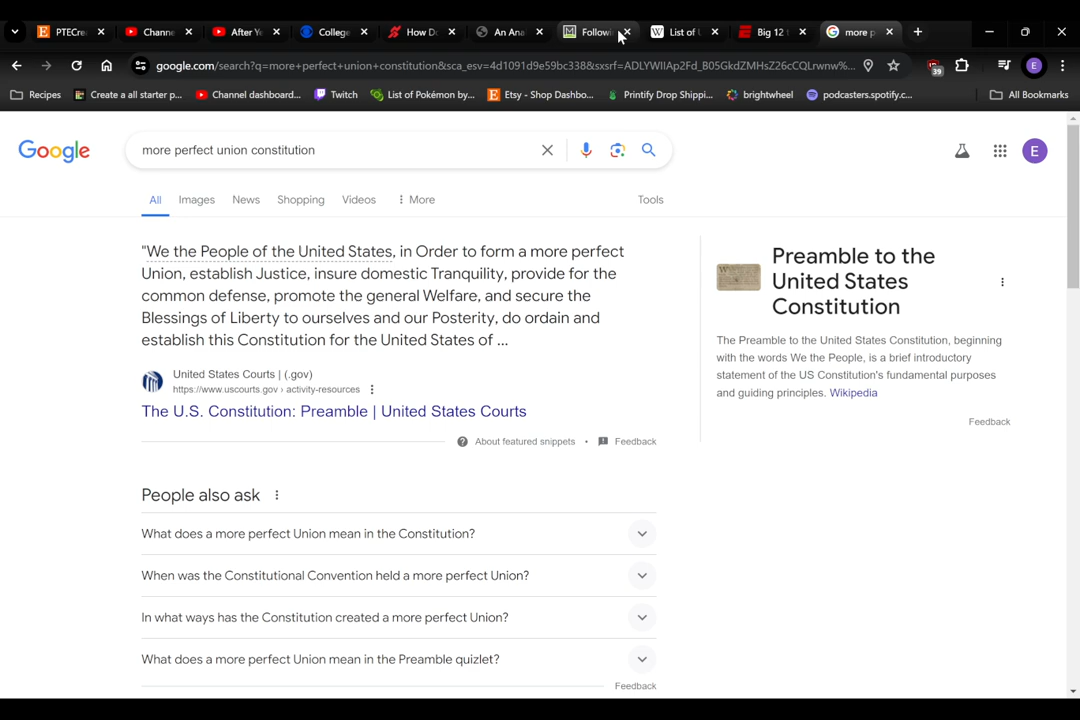 PTECrea
Channe
After Ye
College
How Do
An Ana
Followi
List of U
Big 12 f
more p
google.com/search?q=more+perfect+union+constitution&sca_esv=4d1091d9e59bc338&sxsrf=ADLYWIIAp2Fd_B05GkdZMHsZ26cCQLrwnw%...
39
E
Recipes
Create a all starter p...
Channel dashboard...
Twitch
List of Pokémon by...
Etsy - Shop Dashbo...
Printify Drop Shippi...
brightwheel
podcasters.spotify.c...
All Bookmarks
Google
more perfect union constitution
E
All
Images
News
Shopping
Videos
More
Tools
"We the People of the United States, in Order to form a more perfect
Union, establish Justice, insure domestic Tranquility, provide for the
common defense, promote the general Welfare, and secure the
Blessings of Liberty to ourselves and our Posterity, do ordain and
establish this Constitution for the United States of ...
United States Courts | (.gov)
https://www.uscourts.gov › activity-resources
The U.S. Constitution: Preamble | United States Courts
About featured snippets
•
Feedback
Preamble to the
United States
Constitution
The Preamble to the United States Constitution, beginning
with the words We the People, is a brief introductory
statement of the US Constitution's fundamental purposes
and guiding principles. Wikipedia
Feedback
People also ask
What does a more perfect Union mean in the Constitution?
When was the Constitutional Convention held a more perfect Union?
In what ways has the Constitution created a more perfect Union?
What does a more perfect Union mean in the Preamble quizlet?
Feedback